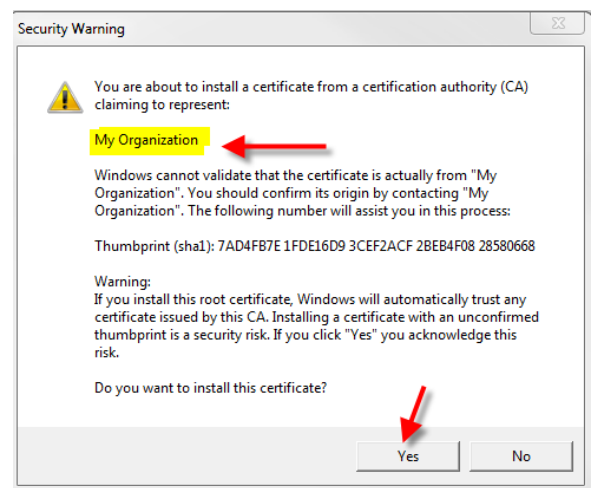 Security Warning
You are about to install a certificate from a certification authority (CA)
claiming to represent:
My Organization
Windows cannot validate that the certificate is actually from "My
Organization". You should confirm its origin by contacting "My
Organization". The following number will assist you in this process:
Thumbprint (sha1): 7AD4FB7E 1FDE16D9 3CEF2ACF 2BEB4F08 28580668
Warning:
If you install this root certificate, Windows will automatically trust any
certificate issued by this CA. Installing a certificate with an unconfirmed
thumbprint is a security risk. If you click "Yes" you acknowledge this
risk.
Do you want to install this certificate?
Yes No